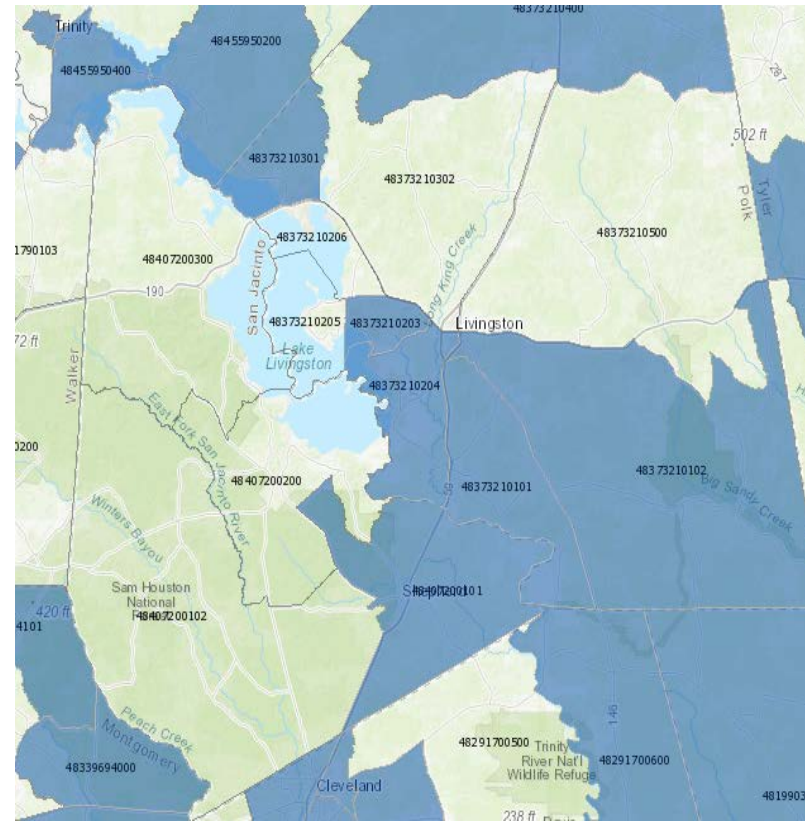 Trinity
48373210400
48455950200
48455950400
287
502 ft
48373210301
48373210302
Tyler
Polk
48373210206
48373210500
1790103
48407200300
San Jacinto
Long King Creek
190
48373210205
48373210203
Livingston
72 ft
Lake
Livingston
Walker
48373210204
East Fork San Jacinto River
0200
48407200200
48373210102
59
48373210101
Big Sandy Creek
Winters Bayou
Sam Houston
National
48407200102
420 ft
4101
48407200101
146
Peach Creek
Montgomery
48291700500
Trinity
River Nat'l
Wildlife Refuge
48291700600
48339694000
Cleveland
4819903
238 ft